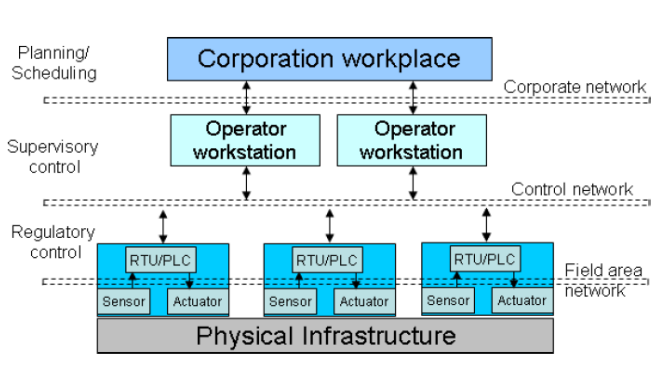 Planning/
Scheduling
Corporation workplace
Corporate network
Supervisory
control
Operator
workstation
Operator
workstation
Control network
Regulatory
control
RTU/PLC
RTU/PLC
RTU/PLC
Field area
network
Sensor
Actuator
Sensor
Actuator
Sensor
Actuator
Physical Infrastructure